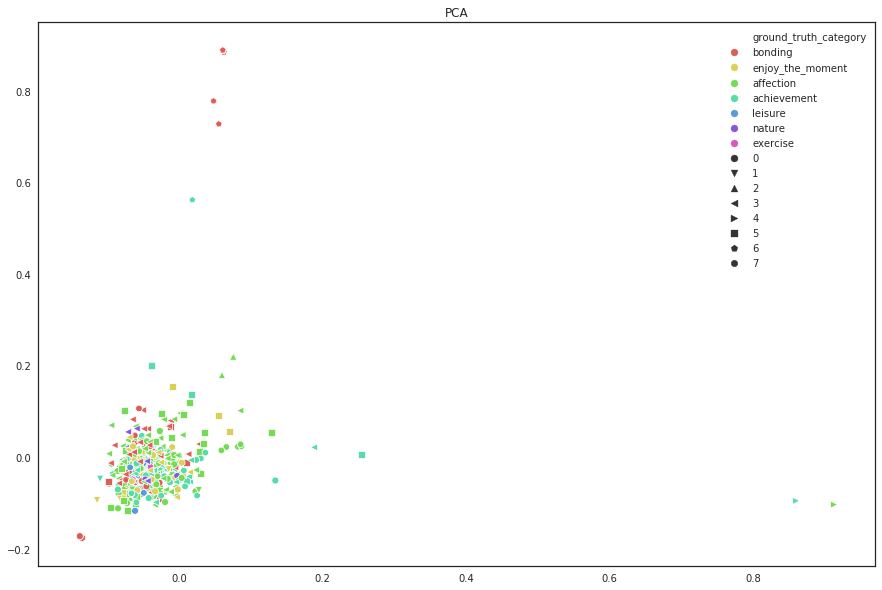 PCA
ground_truth_category
bonding
enjoy_the_moment
affection
achievement
leisure
nature
exercise
0
1
2
3
4
5
6
7
0.8
0.6
0.4
0.2
0.0
−0.2
0.0
0.2
0.4
0.6
0.8